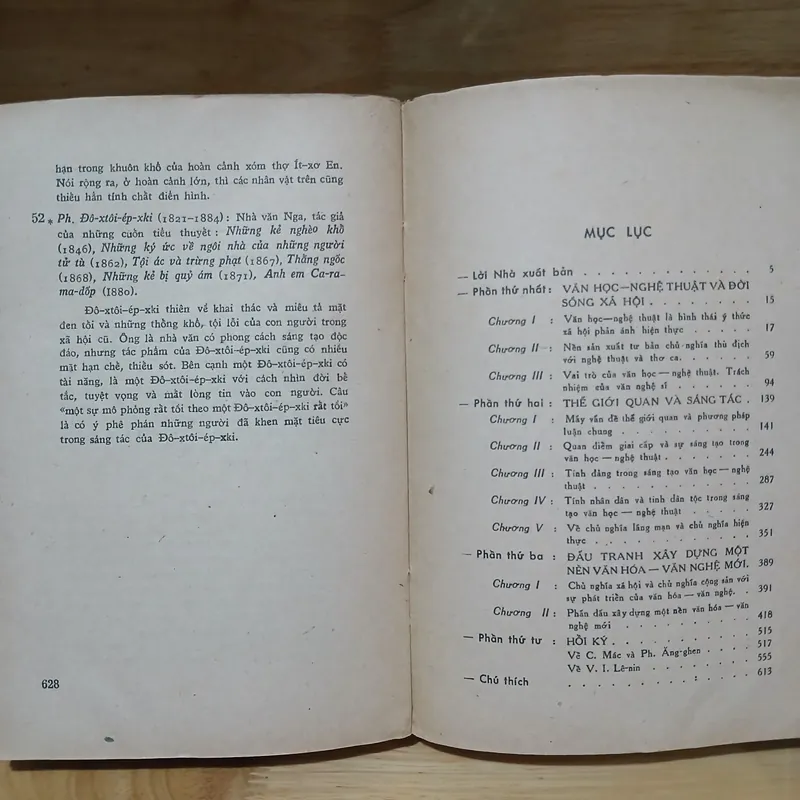 hạn trong khuôn khổ của hoàn cảnh xóm thợ Ít-xơ En.
Nói rộng ra, ở hoàn cảnh lớn, thì các nhân vật trên cũng
thiếu hẳn tính chất điển hình.
52 * Ph. Đô-xtôi-ép-xki (1821-1884) : Nhà văn Nga, tác giả
của những cuốn tiểu thuyết : Những kẻ nghèo khổ
(1846), Những ký ức về ngôi nhà của những người
tử tù (1862), Tội ác và trừng phạt (1867), Thằng ngốc
(1868), Những kẻ bị quỷ ám (1871), Anh em Ca-ra-
ma-dốp (1880).
Đô-xtôi-ép-xki thiên về khai thác và miêu tả mặt
đen tối và những thống khổ, tội lỗi của con người trong
xã hội cũ. Ông là nhà văn có phong cách sáng tạo độc
đáo, nhưng tác phẩm của Đô-xtôi-ép-xki cũng có nhiều
mặt hạn chế, thiếu sót. Bên cạnh một Đô-xtôi-ép-xki có
tài năng, là một Đô-xtôi-ép-xki với cách nhìn đời bế
tắc, tuyệt vọng và mất lòng tin vào con người. Câu
«một sự mô phỏng rất tồi theo một Đô-xtôi-ép-xki rất tồi»
là có ý phê phán những người đã khen mặt tiêu cực
trong sáng tác của Đô-xtôi-ép-xki.
628
MỤC LỤC
— Lời Nhà xuất bản . . . . . . . . . . . . . 5
— Phần thứ nhất: VĂN HỌC—NGHỆ THUẬT VÀ ĐỜI
SỐNG XÃ HỘI . . . . . . . . 15
Chương I : Văn học—nghệ thuật là hình thái ý thức
xã hội phản ánh hiện thực . . . . 17
Chương II : Nền sản xuất tư bản chủ nghĩa thù địch
với nghệ thuật và thơ ca. . . . . . 59
Chương III : Vai trò của văn học—nghệ thuật. Trách
nhiệm của văn nghệ sĩ . . . . . . 94
— Phần thứ hai : THẾ GIỚI QUAN VÀ SÁNG TÁC . 139
Chương I : Mấy vấn đề thế giới quan và phương pháp
luận chung . . . . . . . . . 141
Chương II : Quan điểm giai cấp và sự sáng tạo trong
văn học — nghệ thuật . . . . . . 244
Chương III : Tính đảng trong sáng tạo văn học—nghệ
thuật . . . . . . . . . . . 287
Chương IV : Tính nhân dân và tính dân tộc trong sáng
tạo văn học — nghệ thuật . . . . 327
Chương V : Về chủ nghĩa lãng mạn và chủ nghĩa hiện
thực . . . . . . . . . . . 351
— Phần thứ ba : ĐẤU TRANH XÂY DỰNG MỘT
NỀN VĂN HÓA — VĂN NGHỆ MỚI. 389
Chương I : Chủ nghĩa xã hội và chủ nghĩa cộng sản với
sự phát triển của văn hóa — văn nghệ. . 391
Chương II : Phấn đấu xây dựng một nền văn hóa — văn
nghệ mới . . . . . . . . . 418
— Phần thứ tư : HỒI KÝ . . . . . . . . . . 515
Về C. Mác và Ph. Ăng-ghen . . . . 517
Về V. I. Lê-nin . . . . . . . 555
— Chú thích . . . . . . . . . . 613